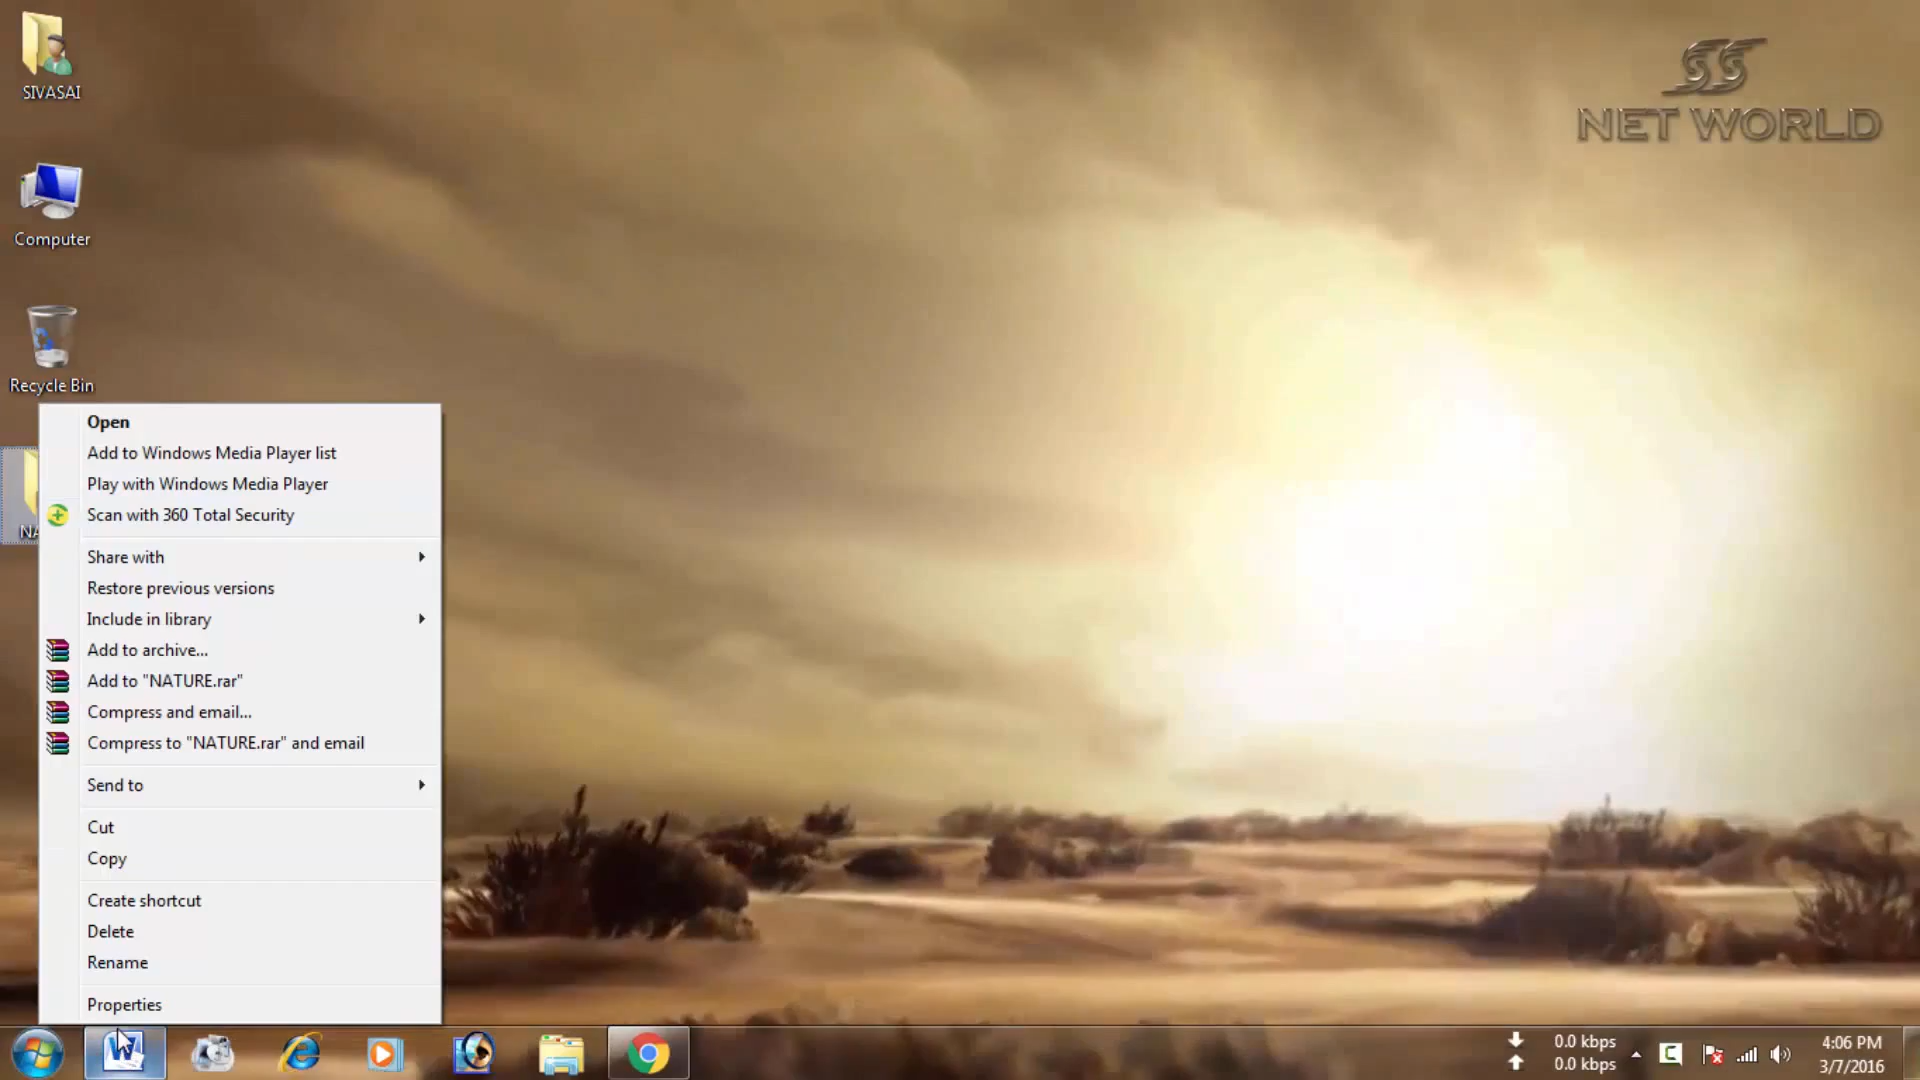 SIVASAI
Computer
Recycle Bin
SS
NET WORLD
NA
Open
Add to Windows Media Player list
Play with Windows Media Player
Scan with 360 Total Security
Share with
Restore previous versions
Include in library
Add to archive...
Add to "NATURE.rar"
Compress and email...
Compress to "NATURE.rar" and email
Send to
Cut
Copy
Create shortcut
Delete
Rename
Properties
0.0 kbps
0.0 kbps
4:06 PM
3/7/2016